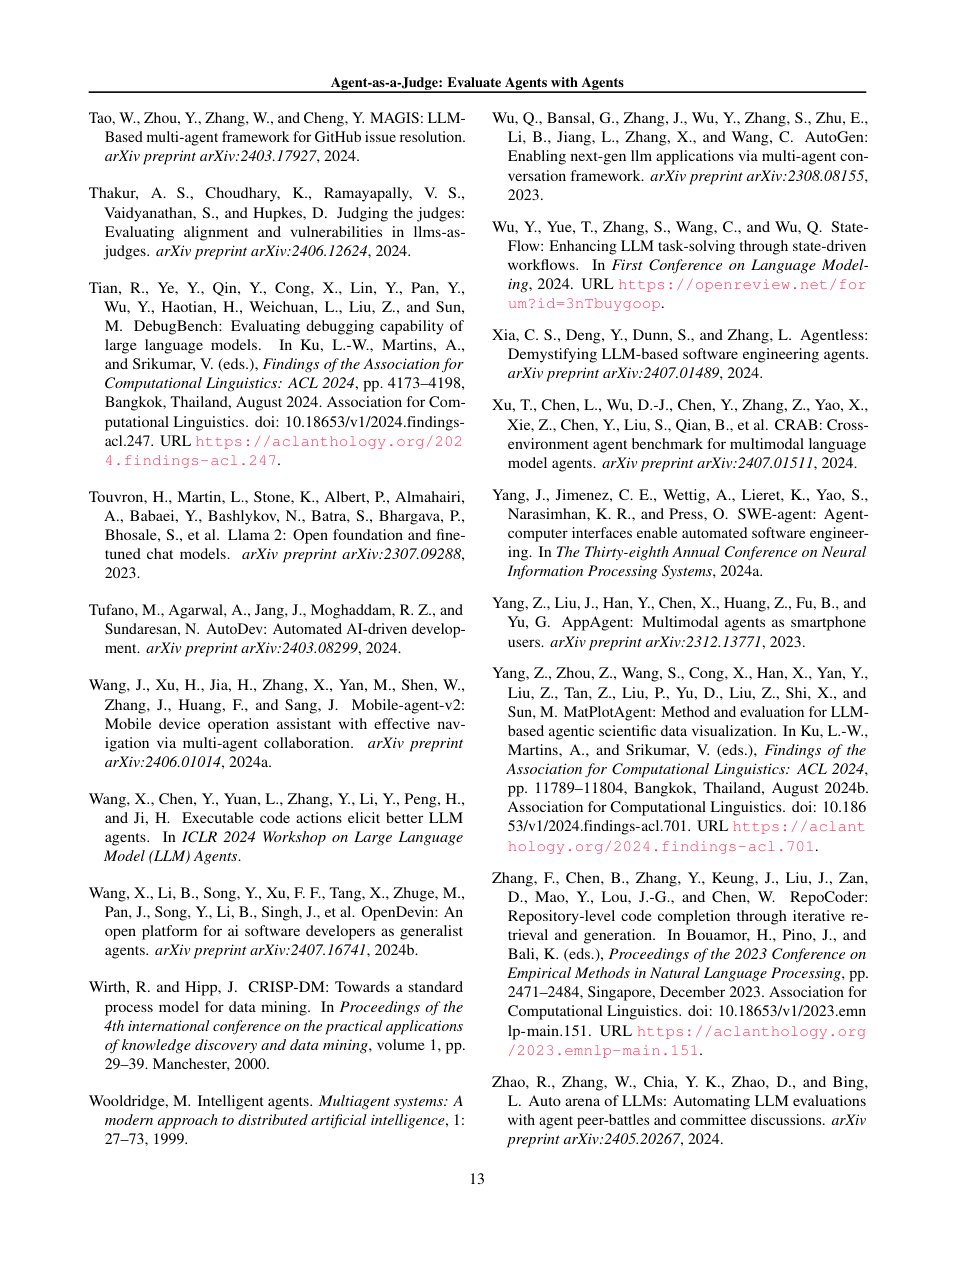 Agent-as-a-Judge: Evaluate Agents with Agents
Tao, W., Zhou, Y., Zhang, W., and Cheng, Y. MAGIS: LLM-
Based multi-agent framework for GitHub issue resolution.
arXiv preprint arXiv:2403.17927, 2024.
Thakur, A. S., Choudhary, K., Ramayapally, V. S.,
Vaidyanathan, S., and Hupkes, D. Judging the judges:
Evaluating alignment and vulnerabilities in llms-as-
judges. arXiv preprint arXiv:2406.12624, 2024.
Tian, R., Ye, Y., Qin, Y., Cong, X., Lin, Y., Pan, Y.,
Wu, Y., Haotian, H., Weichuan, L., Liu, Z., and Sun,
M. DebugBench: Evaluating debugging capability of
large language models. In Ku, L.-W., Martins, A.,
and Srikumar, V. (eds.), Findings of the Association for
Computational Linguistics: ACL 2024, pp. 4173–4198,
Bangkok, Thailand, August 2024. Association for Com-
putational Linguistics. doi: 10.18653/v1/2024.findings-
acl.247. URL https://aclanthology.org/202
4.findings-acl.247.
Touvron, H., Martin, L., Stone, K., Albert, P., Almahairi,
A., Babaei, Y., Bashlykov, N., Batra, S., Bhargava, P.,
Bhosale, S., et al. Llama 2: Open foundation and fine-
tuned chat models. arXiv preprint arXiv:2307.09288,
2023.
Tufano, M., Agarwal, A., Jang, J., Moghaddam, R. Z., and
Sundaresan, N. AutoDev: Automated AI-driven develop-
ment. arXiv preprint arXiv:2403.08299, 2024.
Wang, J., Xu, H., Jia, H., Zhang, X., Yan, M., Shen, W.,
Zhang, J., Huang, F., and Sang, J. Mobile-agent-v2:
Mobile device operation assistant with effective nav-
igation via multi-agent collaboration. arXiv preprint
arXiv:2406.01014, 2024a.
Wang, X., Chen, Y., Yuan, L., Zhang, Y., Li, Y., Peng, H.,
and Ji, H. Executable code actions elicit better LLM
agents. In ICLR 2024 Workshop on Large Language
Model (LLM) Agents.
Wang, X., Li, B., Song, Y., Xu, F. F., Tang, X., Zhuge, M.,
Pan, J., Song, Y., Li, B., Singh, J., et al. OpenDevin: An
open platform for ai software developers as generalist
agents. arXiv preprint arXiv:2407.16741, 2024b.
Wirth, R. and Hipp, J. CRISP-DM: Towards a standard
process model for data mining. In Proceedings of the
4th international conference on the practical applications
of knowledge discovery and data mining, volume 1, pp.
29–39. Manchester, 2000.
Wooldridge, M. Intelligent agents. Multiagent systems: A
modern approach to distributed artificial intelligence, 1:
27–73, 1999.
Wu, Q., Bansal, G., Zhang, J., Wu, Y., Zhang, S., Zhu, E.,
Li, B., Jiang, L., Zhang, X., and Wang, C. AutoGen:
Enabling next-gen llm applications via multi-agent con-
versation framework. arXiv preprint arXiv:2308.08155,
2023.
Wu, Y., Yue, T., Zhang, S., Wang, C., and Wu, Q. State-
Flow: Enhancing LLM task-solving through state-driven
workflows. In First Conference on Language Model-
ing, 2024. URL https://openreview.net/for
um?id=3nTbuygoop.
Xia, C. S., Deng, Y., Dunn, S., and Zhang, L. Agentless:
Demystifying LLM-based software engineering agents.
arXiv preprint arXiv:2407.01489, 2024.
Xu, T., Chen, L., Wu, D.-J., Chen, Y., Zhang, Z., Yao, X.,
Xie, Z., Chen, Y., Liu, S., Qian, B., et al. CRAB: Cross-
environment agent benchmark for multimodal language
model agents. arXiv preprint arXiv:2407.01511, 2024.
Yang, J., Jimenez, C. E., Wettig, A., Lieret, K., Yao, S.,
Narasimhan, K. R., and Press, O. SWE-agent: Agent-
computer interfaces enable automated software engineer-
ing. In The Thirty-eighth Annual Conference on Neural
Information Processing Systems, 2024a.
Yang, Z., Liu, J., Han, Y., Chen, X., Huang, Z., Fu, B., and
Yu, G. AppAgent: Multimodal agents as smartphone
users. arXiv preprint arXiv:2312.13771, 2023.
Yang, Z., Zhou, Z., Wang, S., Cong, X., Han, X., Yan, Y.,
Liu, Z., Tan, Z., Liu, P., Yu, D., Liu, Z., Shi, X., and
Sun, M. MatPlotAgent: Method and evaluation for LLM-
based agentic scientific data visualization. In Ku, L.-W.,
Martins, A., and Srikumar, V. (eds.), Findings of the
Association for Computational Linguistics: ACL 2024,
pp. 11789–11804, Bangkok, Thailand, August 2024b.
Association for Computational Linguistics. doi: 10.186
53/v1/2024.findings-acl.701. URL https://aclant
hology.org/2024.findings-acl.701.
Zhang, F., Chen, B., Zhang, Y., Keung, J., Liu, J., Zan,
D., Mao, Y., Lou, J.-G., and Chen, W. RepoCoder:
Repository-level code completion through iterative re-
trieval and generation. In Bouamor, H., Pino, J., and
Bali, K. (eds.), Proceedings of the 2023 Conference on
Empirical Methods in Natural Language Processing, pp.
2471–2484, Singapore, December 2023. Association for
Computational Linguistics. doi: 10.18653/v1/2023.emn
lp-main.151. URL https://aclanthology.org
/2023.emnlp-main.151.
Zhao, R., Zhang, W., Chia, Y. K., Zhao, D., and Bing,
L. Auto arena of LLMs: Automating LLM evaluations
with agent peer-battles and committee discussions. arXiv
preprint arXiv:2405.20267, 2024.
13